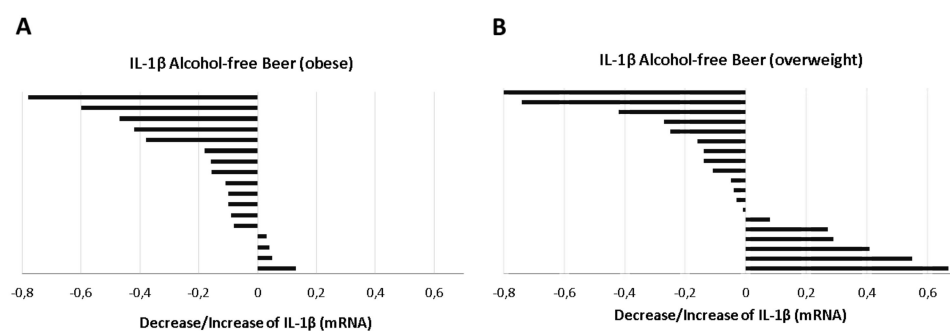 A
IL-1β Alcohol-free Beer (obese)
-0,8 -0,6 -0,4 -0,2 0 0,2 0,4 0,6
Decrease/Increase of IL-1β (mRNA)
B
IL-1β Alcohol-free Beer (overweight)
-0,8 -0,6 -0,4 -0,2 0 0,2 0,4 0,6
Decrease/Increase of IL-1β (mRNA)